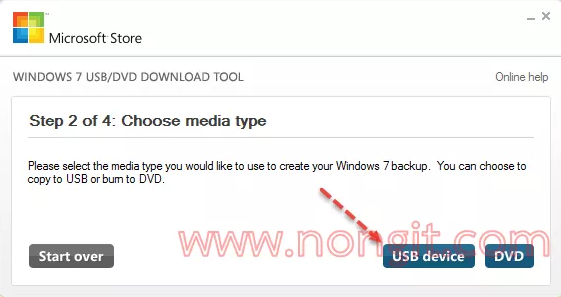 Microsoft Store
WINDOWS 7 USB/DVD DOWNLOAD TOOL
Online help
Step 2 of 4: Choose media type
Please select the media type you would like to use to create your Windows 7 backup. You can choose to
copy to USB or burn to DVD.
www.nongit.com
Start over
USB device
DVD